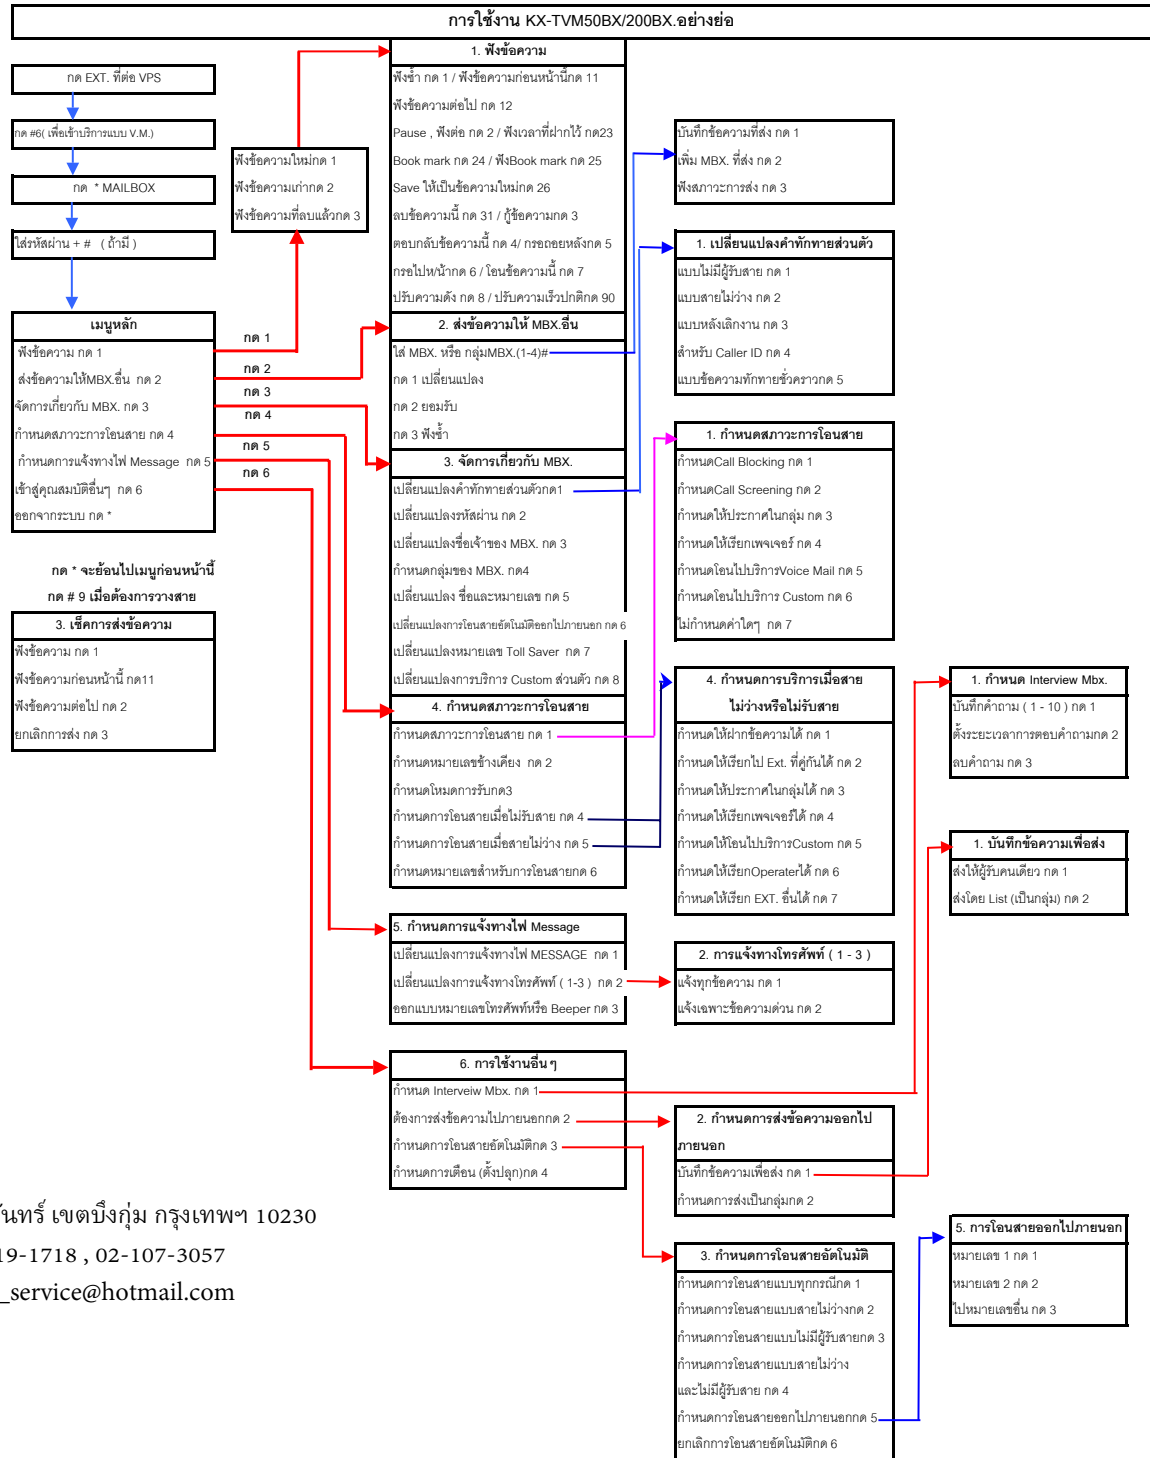 การใช้งาน KX-TVM50BX/200BX.อย่างย่อ
กด EXT. ที่ต่อ VPS
กด #6( เพื่อเข้าบริการแบบ V.M.)
กด * MAILBOX
ใส่รหัสผ่าน + # ( ถ้ามี )
เมนูหลัก
ฟังข้อความ กด 1
ส่งข้อความให้MBX.อื่น กด 2
จัดการเกี่ยวกับ MBX. กด 3
กำหนดสภาวะการโอนสาย กด 4
กำหนดการแจ้งทางไฟ Message กด 5
เข้าสู่คุณสมบัติอื่นๆ กด 6
ออกจากระบบ กด *
กด * จะย้อนไปเมนูก่อนหน้านี้
กด # 9 เมื่อต้องการวางสาย
3. เช็คการส่งข้อความ
ฟังข้อความ กด 1
ฟังข้อความก่อนหน้านี้ กด11
ฟังข้อความต่อไป กด 2
ยกเลิกการส่ง กด 3
กด 1
กด 2
กด 3
กด 4
กด 5
กด 6
ฟังข้อความใหม่กด 1
ฟังข้อความเก่ากด 2
ฟังข้อความที่ลบแล้วกด 3
1. ฟังข้อความ
ฟังซ้ำ กด 1 / ฟังข้อความก่อนหน้านี้กด 11
ฟังข้อความต่อไป กด 12
Pause , ฟังต่อ กด 2 / ฟังเวลาที่ฝากไว้ กด23
Book mark กด 24 / ฟังBook mark กด 25
Save ให้เป็นข้อความใหม่กด 26
ลบข้อความนี้ กด 31 / กู้ข้อความกด 3
ตอบกลับข้อความนี้ กด 4/ กรอถอยหลังกด 5
กรอไปห/น้ากด 6 / โอนข้อความนี้ กด 7
ปรับความดัง กด 8 / ปรับความเร็วปกติกด 90
2. ส่งข้อความให้ MBX.อื่น
ใส่ MBX. หรือ กลุ่มMBX.(1-4)#
กด 1 เปลี่ยนแปลง
กด 2 ยอมรับ
กด 3 ฟังซ้ำ
3. จัดการเกี่ยวกับ MBX.
เปลี่ยนแปลงคำทักทายส่วนตัวกด1
เปลี่ยนแปลงรหัสผ่าน กด 2
เปลี่ยนแปลงชื่อเจ้าของ MBX. กด 3
กำหนดกลุ่มของ MBX. กด4
เปลี่ยนแปลง ชื่อและหมายเลข กด 5
เปลี่ยนแปลงการโอนสายอัตโนมัติออกไปภายนอก กด 6
เปลี่ยนแปลงหมายเลข Toll Saver กด 7
เปลี่ยนแปลงการบริการ Custom ส่วนตัว กด 8
4. กำหนดสภาวะการโอนสาย
กำหนดสภาวะการโอนสาย กด 1
กำหนดหมายเลขข้างเคียง กด 2
กำหนดโหมดการรับกด3
กำหนดการโอนสายเมื่อไม่รับสาย กด 4
กำหนดการโอนสายเมื่อสายไม่ว่าง กด 5
กำหนดหมายเลขสำหรับการโอนสายกด 6
5. กำหนดการแจ้งทางไฟ Message
เปลี่ยนแปลงการแจ้งทางไฟ MESSAGE กด 1
เปลี่ยนแปลงการแจ้งทางโทรศัพท์ ( 1-3 ) กด 2
ออกแบบหมายเลขโทรศัพท์หรือ Beeper กด 3
6. การใช้งานอื่น ๆ
กำหนด Interveiw Mbx. กด 1
ต้องการส่งข้อความไปภายนอกกด 2
กำหนดการโอนสายอัตโนมัติกด 3
กำหนดการเตือน (ตั้งปลุก)กด 4
บันทึกข้อความที่ส่ง กด 1
เพิ่ม MBX. ที่ส่ง กด 2
ฟังสภาวะการส่ง กด 3
1. เปลี่ยนแปลงคำทักทายส่วนตัว
แบบไม่มีผู้รับสาย กด 1
แบบสายไม่ว่าง กด 2
แบบหลังเลิกงาน กด 3
สำหรับ Caller ID กด 4
แบบข้อความทักทายชั่วคราวกด 5
1. กำหนดสภาวะการโอนสาย
กำหนดCall Blocking กด 1
กำหนดCall Screening กด 2
กำหนดให้ประกาศในกลุ่ม กด 3
กำหนดให้เรียกเพจเจอร์ กด 4
กำหนดโอนไปบริการVoice Mail กด 5
กำหนดโอนไปบริการ Custom กด 6
ไม่กำหนดค่าใดๆ กด 7
4. กำหนดการบริการเมื่อสาย
ไม่ว่างหรือไม่รับสาย
กำหนดให้ฝากข้อความได้ กด 1
กำหนดให้เรียกไป Ext. ที่คู่กันได้ กด 2
กำหนดให้ประกาศในกลุ่มได้ กด 3
กำหนดให้เรียกเพจเจอร์ได้ กด 4
กำหนดให้โอนไปบริการCustom กด 5
กำหนดให้เรียกOperaterได้ กด 6
กำหนดให้เรียก EXT. อื่นได้ กด 7
2. การแจ้งทางโทรศัพท์ ( 1 - 3 )
แจ้งทุกข้อความ กด 1
แจ้งเฉพาะข้อความด่วน กด 2
2. กำหนดการส่งข้อความออกไป
ภายนอก
บันทึกข้อความเพื่อส่ง กด 1
กำหนดการส่งเป็นกลุ่มกด 2
3. กำหนดการโอนสายอัตโนมัติ
กำหนดการโอนสายแบบทุกกรณีกด 1
กำหนดการโอนสายแบบสายไม่ว่างกด 2
กำหนดการโอนสายแบบไม่มีผู้รับสายกด 3
กำหนดการโอนสายแบบสายไม่ว่าง
และไม่มีผู้รับสาย กด 4
กำหนดการโอนสายออกไปภายนอกกด 5
ยกเลิกการโอนสายอัตโนมัติกด 6
1. กำหนด Interview Mbx.
บันทึกคำถาม ( 1 - 10 ) กด 1
ตั้งระยะเวลาการตอบคำถามกด 2
ลบคำถาม กด 3
1. บันทึกข้อความเพื่อส่ง
ส่งให้ผู้รับคนเดียว กด 1
ส่งโดย List (เป็นกลุ่ม) กด 2
5. การโอนสายออกไปภายนอก
หมายเลข 1 กด 1
หมายเลข 2 กด 2
ไปหมายเลขอื่น กด 3
ันทร์ เขตบึงกุ่ม กรุงเทพฯ 10230
19-1718 , 02-107-3057
_service@hotmail.com